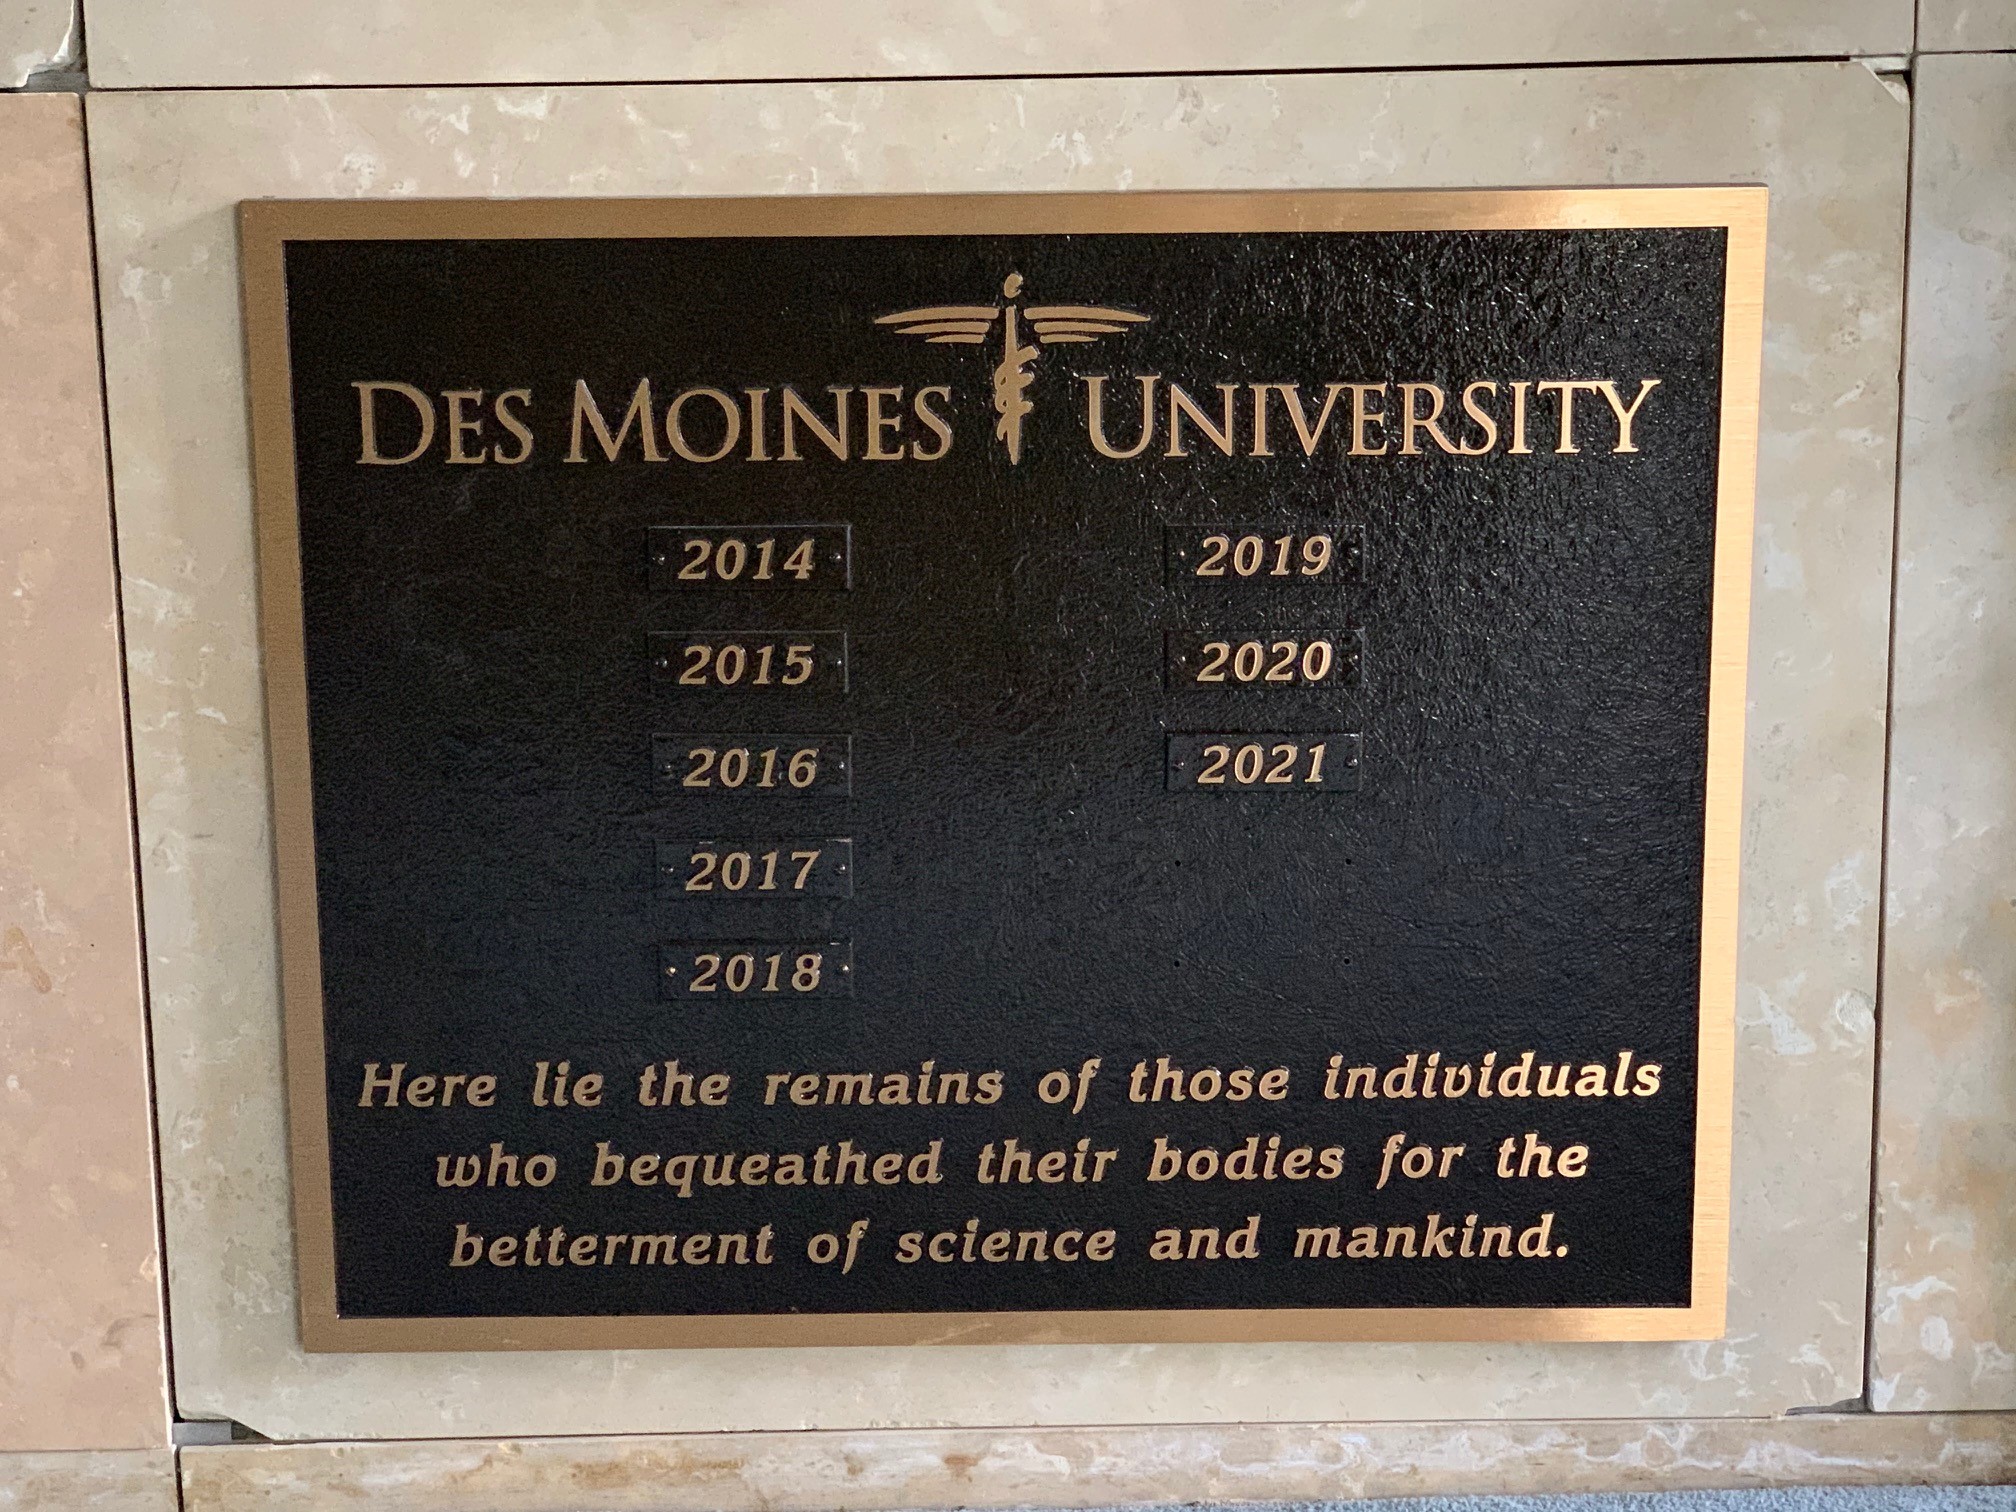 DES MOINES UNIVERSITY
2014
2015
2016
2017
2018
2019
2020
2021
Here lie the remains of those individuals
who bequeathed their bodies for the
betterment of science and mankind.